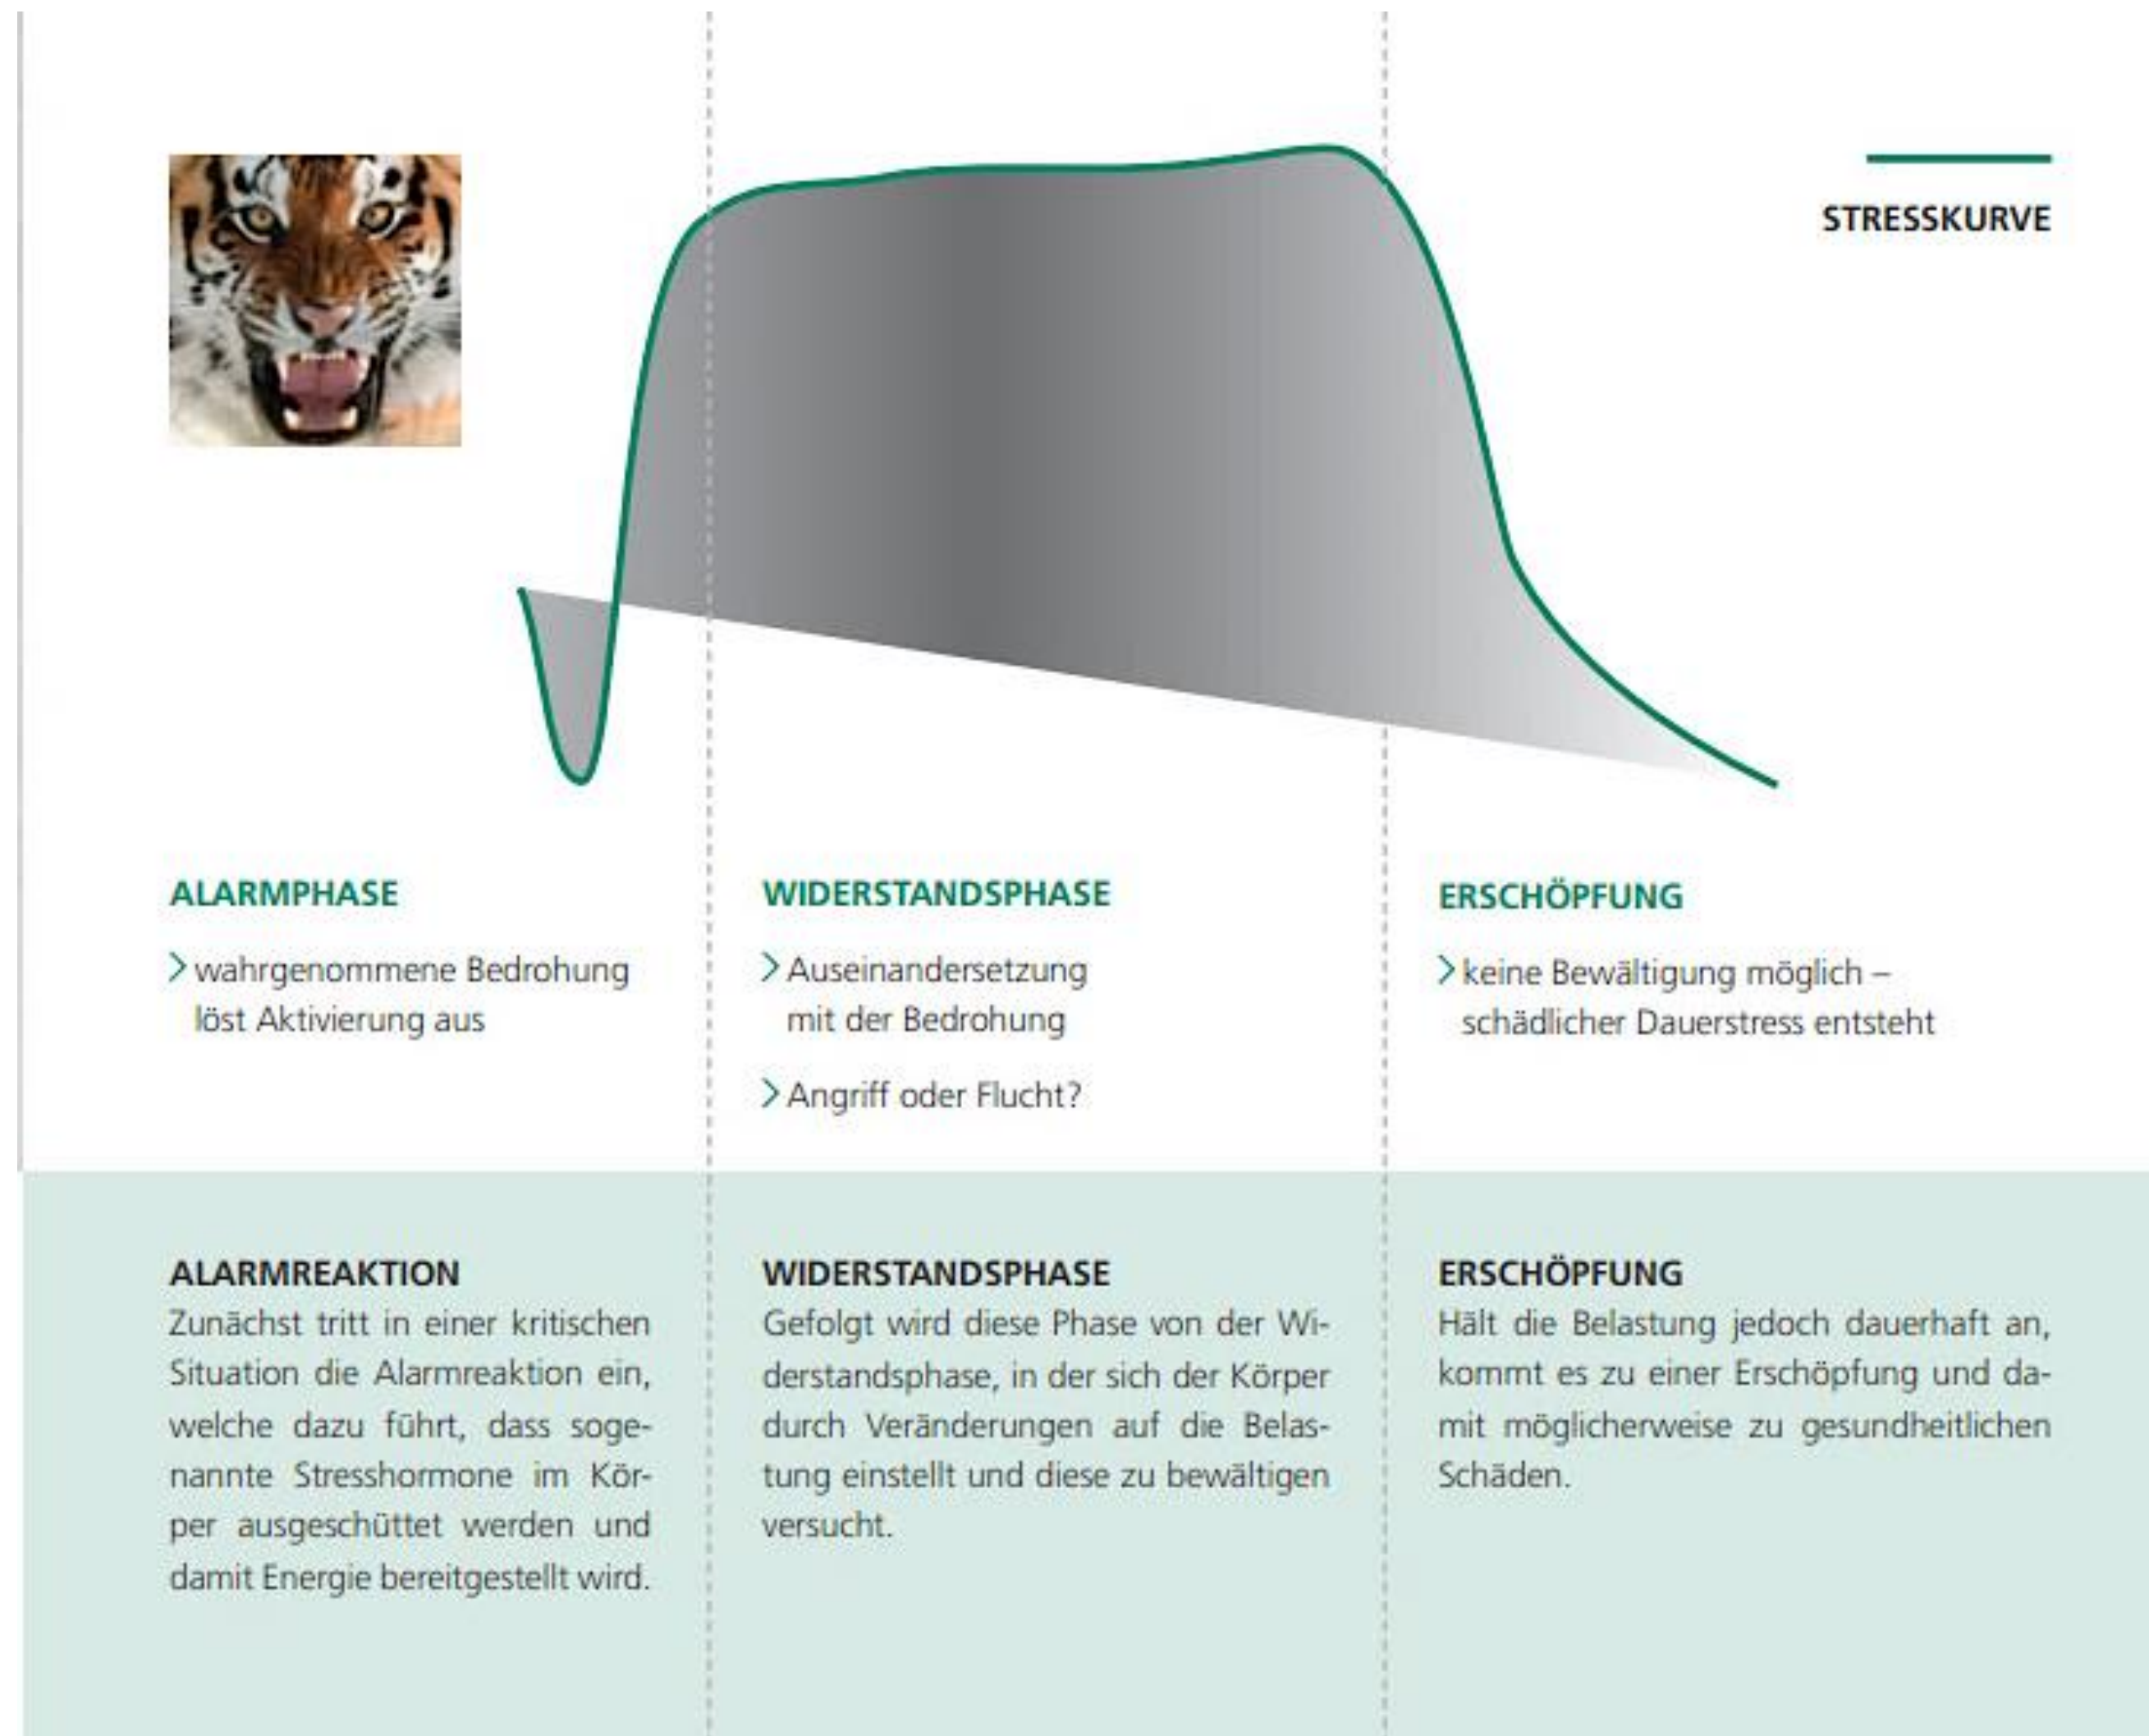 STRESSKURVE
ALARMPHASE
> wahrgenommene Bedrohung
löst Aktivierung aus
WIDERSTANDSPHASE
> Auseinandersetzung
mit der Bedrohung
> Angriff oder Flucht?
ERSCHÖPFUNG
> keine Bewältigung möglich –
schädlicher Dauerstress entsteht
ALARMREAKTION
Zunächst tritt in einer kritischen
Situation die Alarmreaktion ein,
welche dazu führt, dass soge-
nannte Stresshormone im Kör-
per ausgeschüttet werden und
damit Energie bereitgestellt wird.
WIDERSTANDSPHASE
Gefolgt wird diese Phase von der Wi-
derstandsphase, in der sich der Körper
durch Veränderungen auf die Belas-
tung einstellt und diese zu bewältigen
versucht.
ERSCHÖPFUNG
Hält die Belastung jedoch dauerhaft an,
kommt es zu einer Erschöpfung und da-
mit möglicherweise zu gesundheitlichen
Schäden.